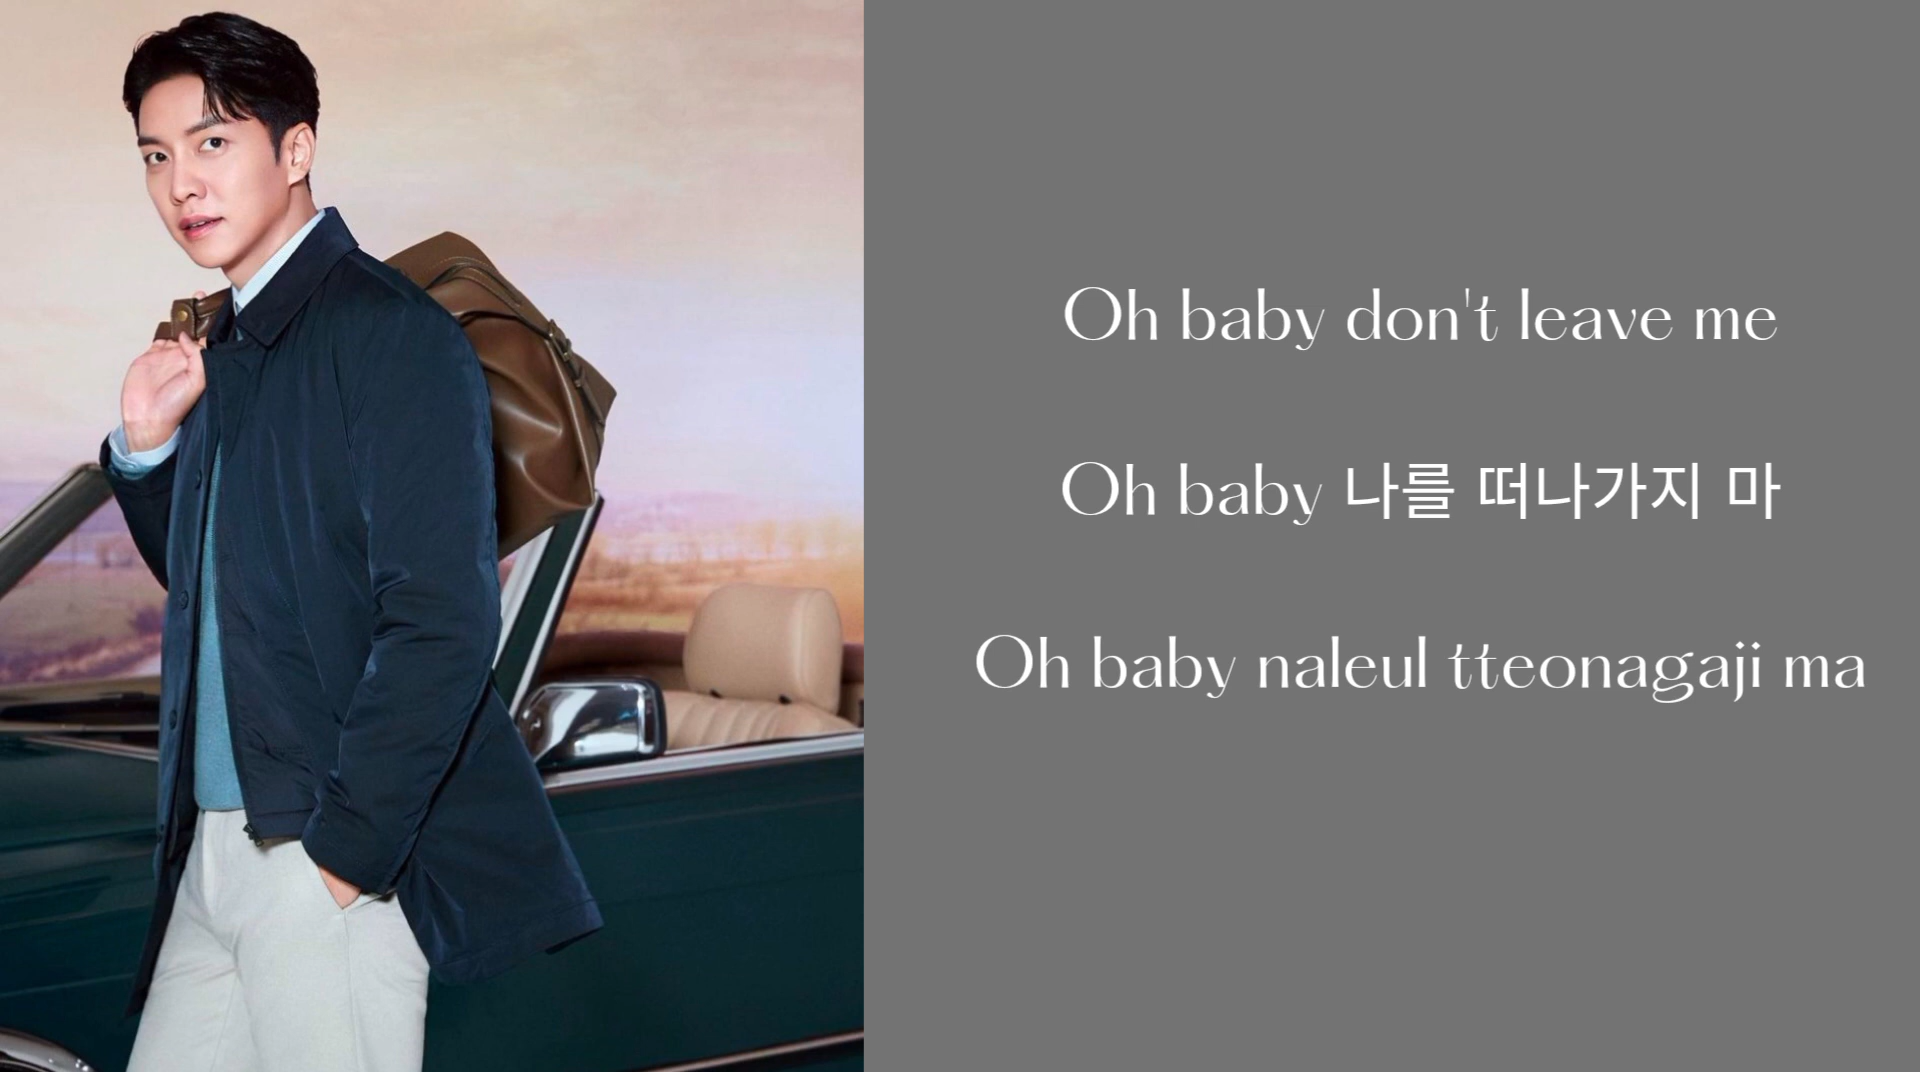 Oh baby don't leave me
Oh baby 나를 떠나가지 마
Oh baby naleul tteonagaji ma